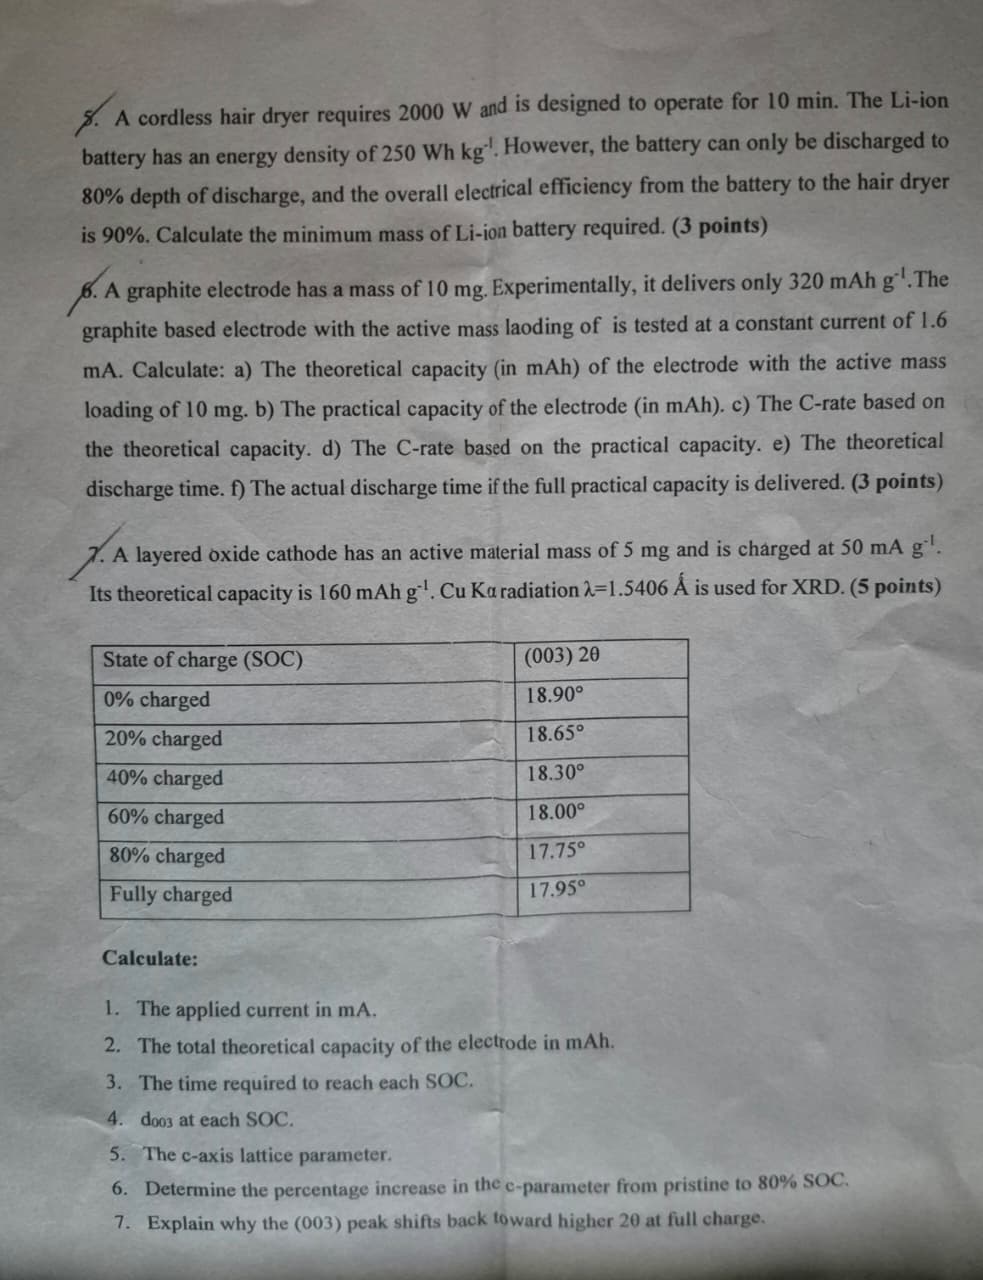 5. A cordless hair dryer requires 2000 W and is designed to operate for 10 min. The Li-ion
battery has an energy density of 250 Wh kg⁻¹. However, the battery can only be discharged to
80% depth of discharge, and the overall electrical efficiency from the battery to the hair dryer
is 90%. Calculate the minimum mass of Li-ion battery required. (3 points)
6. A graphite electrode has a mass of 10 mg. Experimentally, it delivers only 320 mAh g⁻¹. The
graphite based electrode with the active mass laoding of is tested at a constant current of 1.6
mA. Calculate: a) The theoretical capacity (in mAh) of the electrode with the active mass
loading of 10 mg. b) The practical capacity of the electrode (in mAh). c) The C-rate based on
the theoretical capacity. d) The C-rate based on the practical capacity. e) The theoretical
discharge time. f) The actual discharge time if the full practical capacity is delivered. (3 points)
7. A layered oxide cathode has an active material mass of 5 mg and is charged at 50 mA g⁻¹.
Its theoretical capacity is 160 mAh g⁻¹. Cu Kα radiation λ=1.5406 Å is used for XRD. (5 points)
State of charge (SOC) (003) 2θ
0% charged 18.90°
20% charged 18.65°
40% charged 18.30°
60% charged 18.00°
80% charged 17.75°
Fully charged 17.95°
Calculate:
1. The applied current in mA.
2. The total theoretical capacity of the electrode in mAh.
3. The time required to reach each SOC.
4. d₀₀₃ at each SOC.
5. The c-axis lattice parameter.
6. Determine the percentage increase in the c-parameter from pristine to 80% SOC.
7. Explain why the (003) peak shifts back toward higher 2θ at full charge.